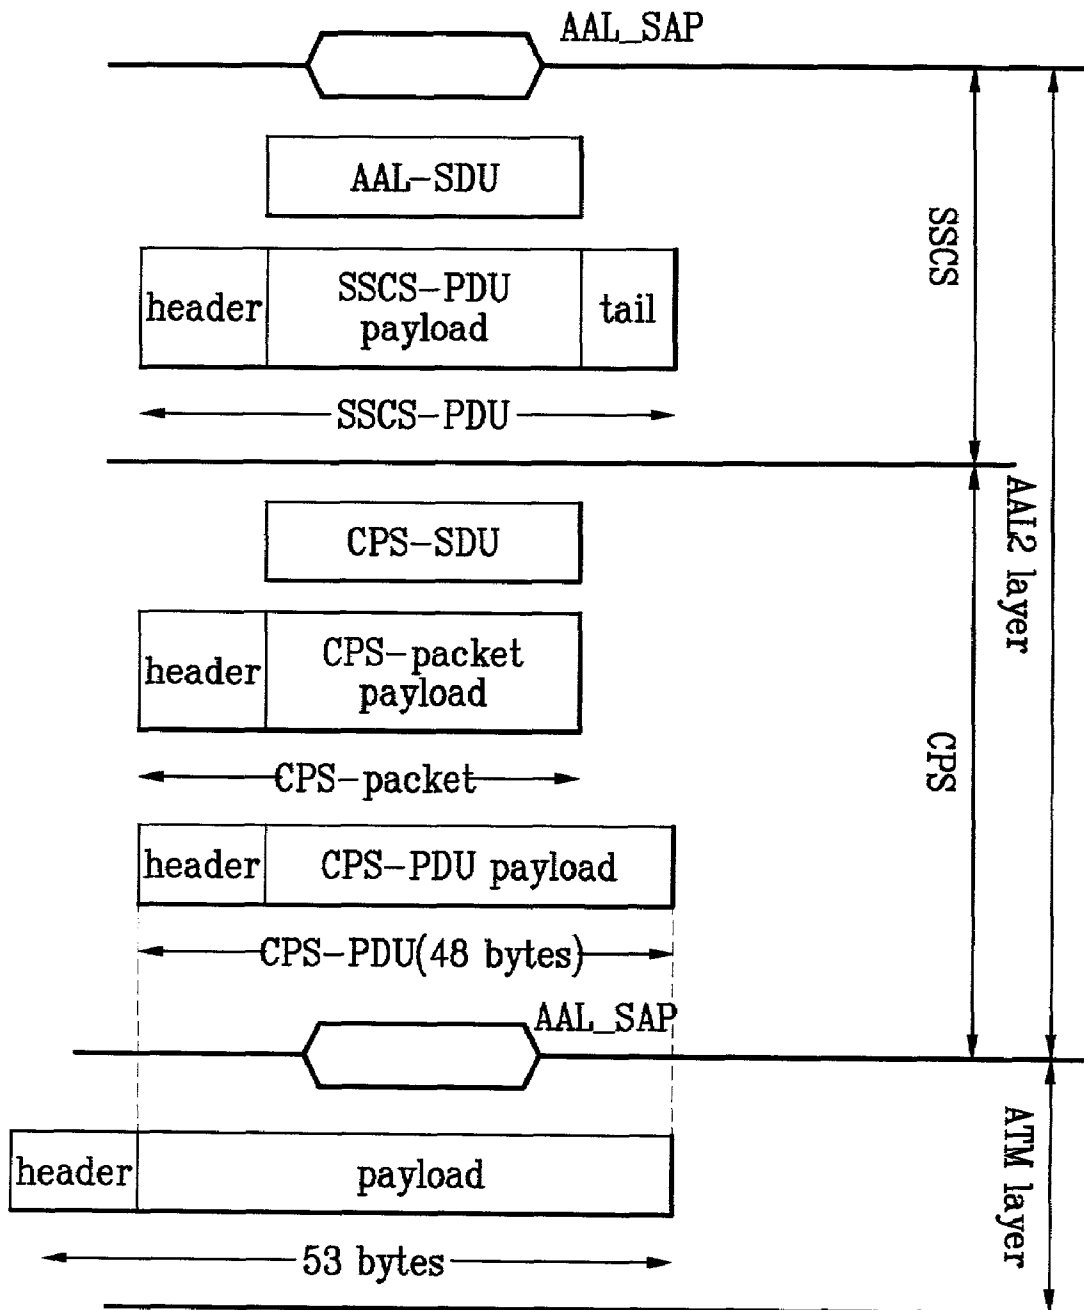 AAL_SAP
AAL-SDU
header
SSCS-PDU
payload
tail
SSCS-PDU
SSCS
CPS-SDU
AAL2 layer
header
CPS-packet
payload
CPS-packet
CPS
header
CPS-PDU payload
CPS-PDU(48 bytes)
AAL_SAP
header
payload
ATM layer
53 bytes